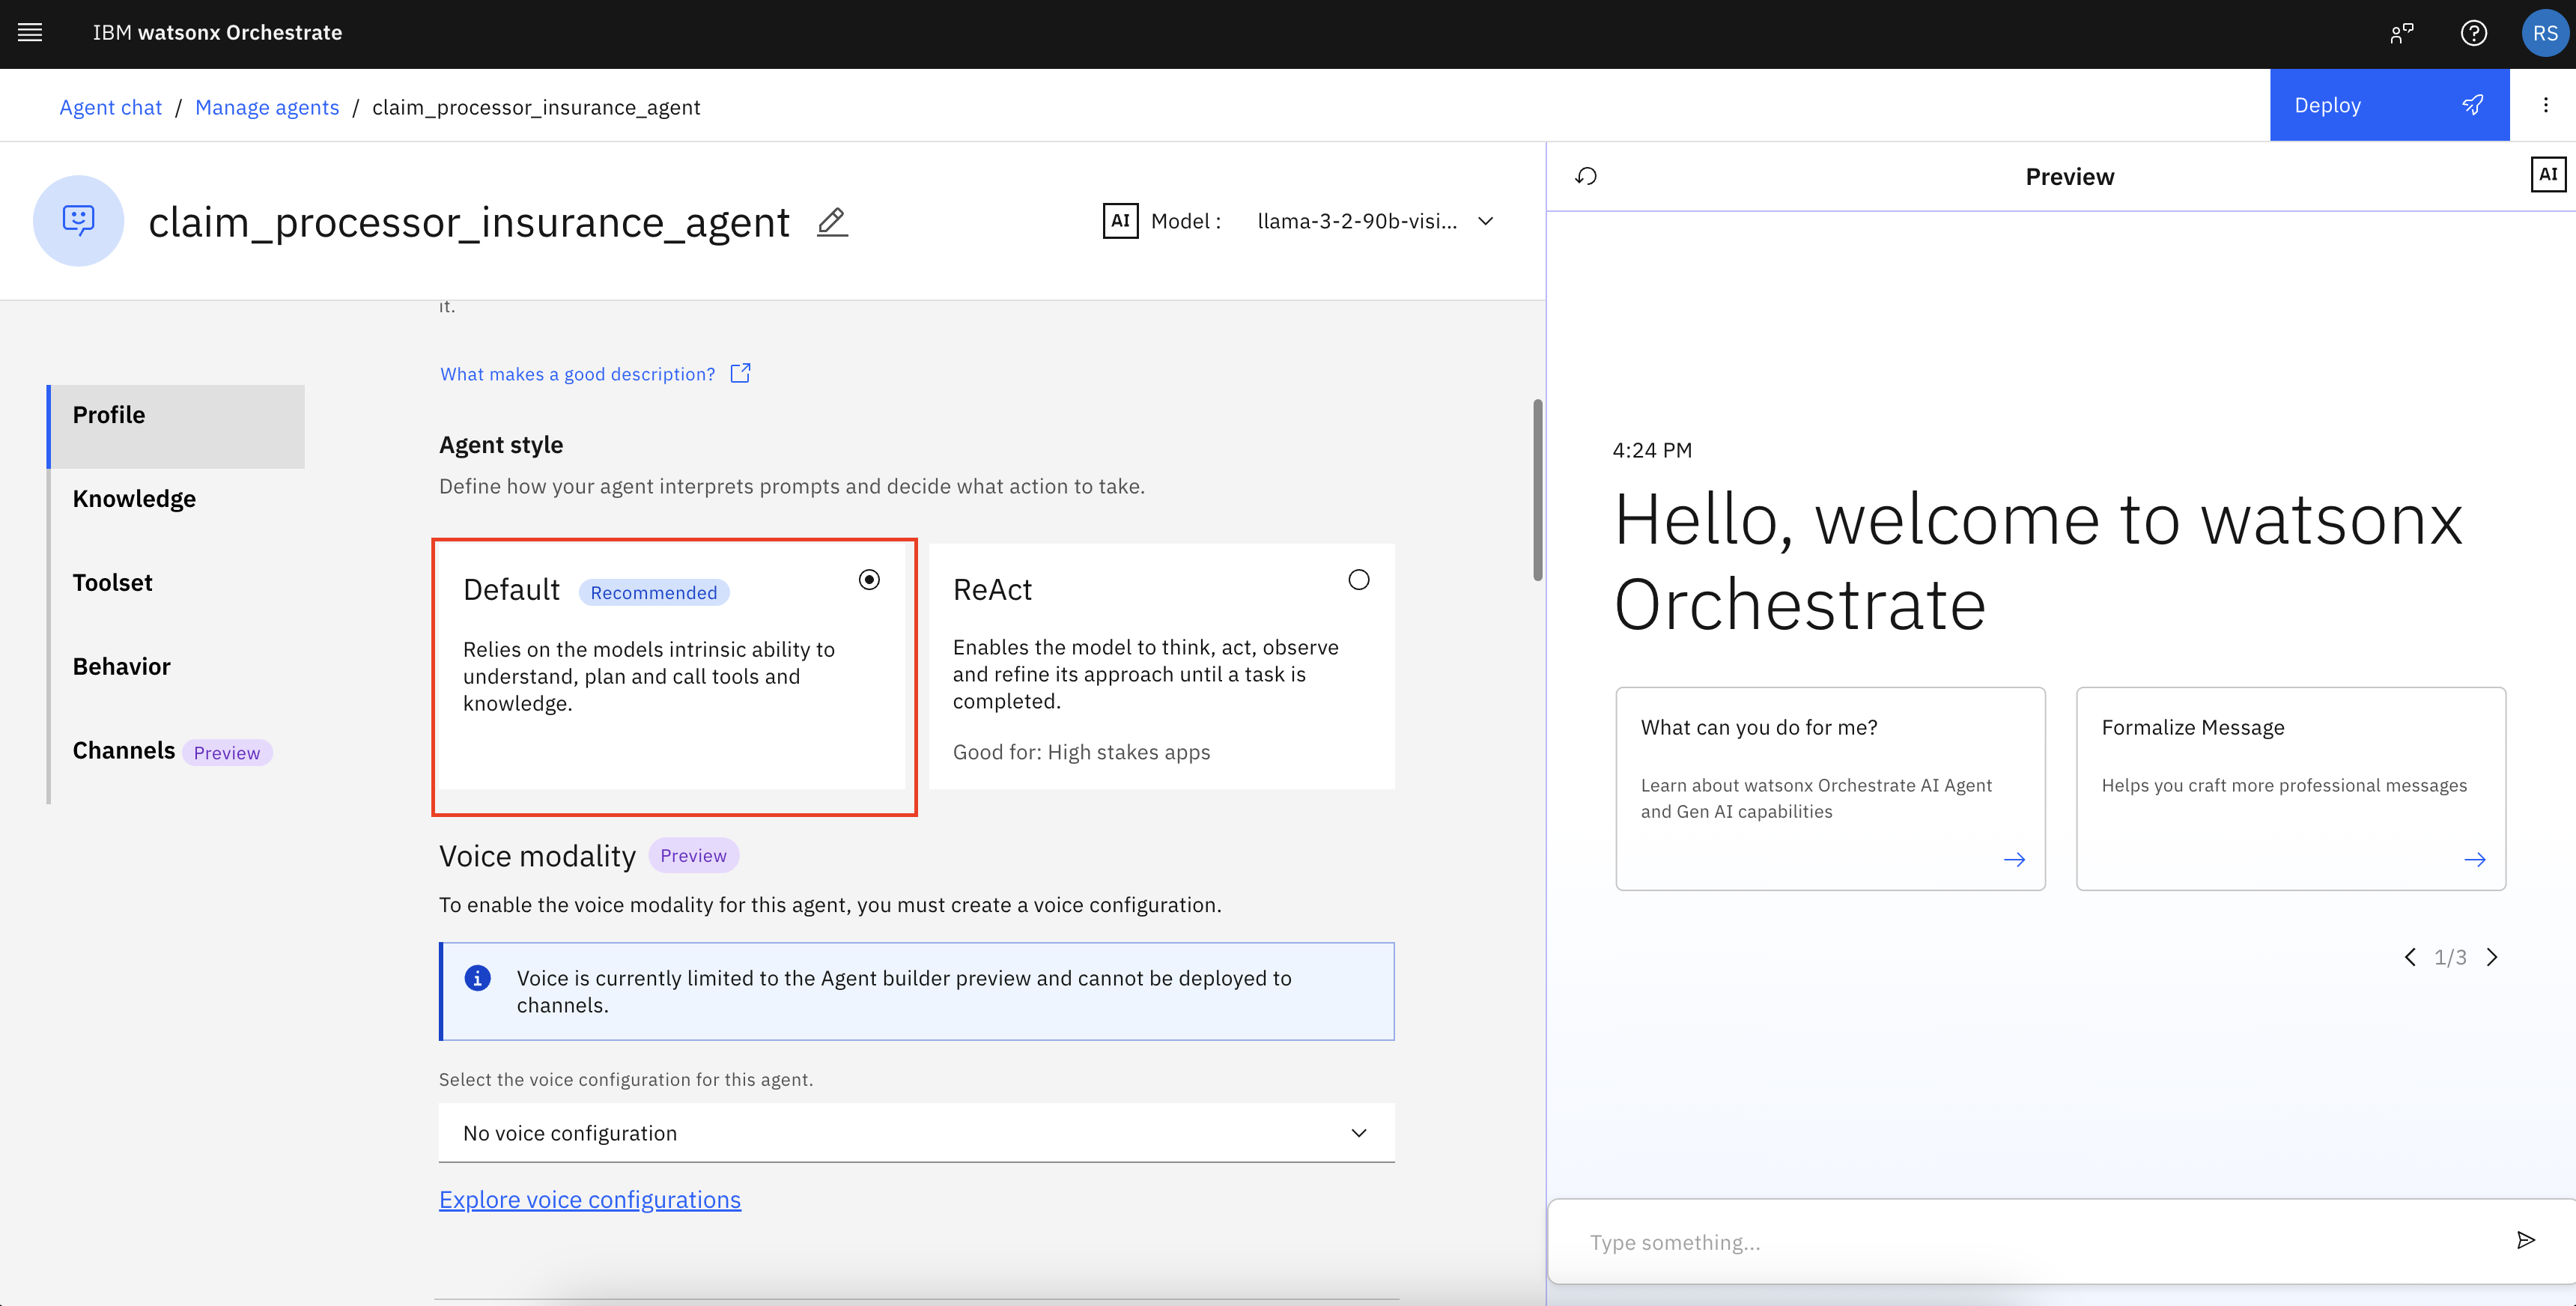 IBM watsonx Orchestrate
RS
Agent chat / Manage agents / claim_processor_insurance_agent
Deploy
claim_processor_insurance_agent
AI Model : llama-3-2-90b-visi...
Preview
AI
it.
What makes a good description?
Profile
Knowledge
Toolset
Behavior
Channels Preview
Agent style
Define how your agent interprets prompts and decide what action to take.
Default Recommended
Relies on the models intrinsic ability to
understand, plan and call tools and
knowledge.
ReAct
Enables the model to think, act, observe
and refine its approach until a task is
completed.
Good for: High stakes apps
Voice modality Preview
To enable the voice modality for this agent, you must create a voice configuration.
Voice is currently limited to the Agent builder preview and cannot be deployed to
channels.
Select the voice configuration for this agent.
No voice configuration
Explore voice configurations
4:24 PM
Hello, welcome to watsonx
Orchestrate
What can you do for me?
Learn about watsonx Orchestrate AI Agent
and Gen AI capabilities
Formalize Message
Helps you craft more professional messages
1/3
Type something...